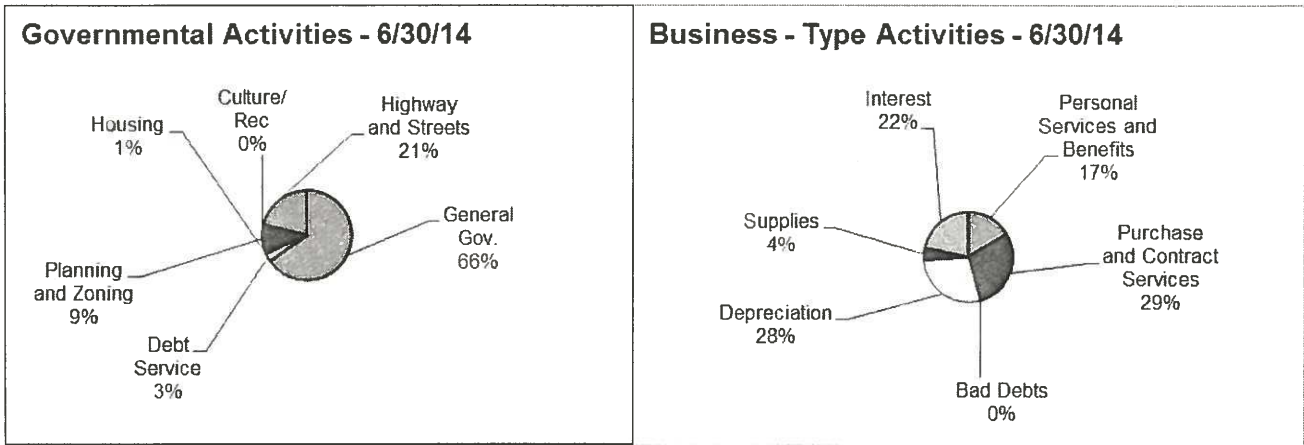 Governmental Activities - 6/30/14
Culture/
Rec
0%
Highway
and Streets
21%
Housing
1%
General
Gov.
66%
Planning
and Zoning
9%
Debt
Service
3%
Business - Type Activities - 6/30/14
Interest
22%
Personal
Services and
Benefits
17%
Supplies
4%
Purchase
and Contract
Services
29%
Depreciation
28%
Bad Debts
0%